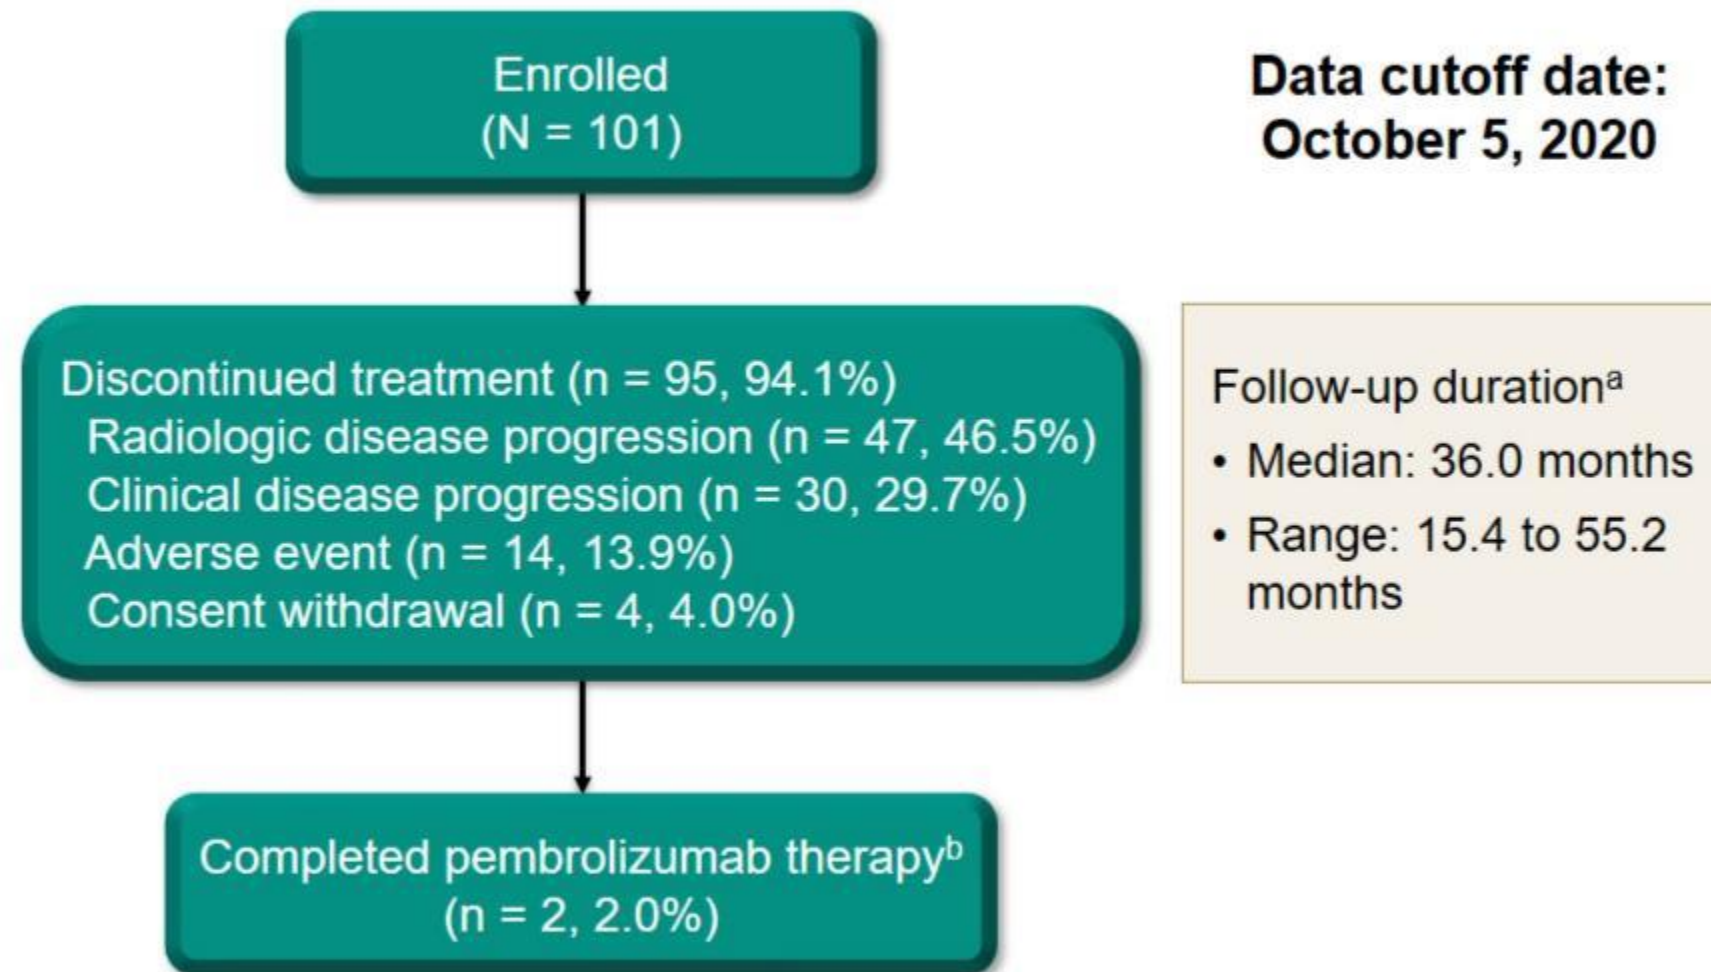 Enrolled
(N = 101)
Data cutoff date:
October 5, 2020
Discontinued treatment (n = 95, 94.1%)
Radiologic disease progression (n = 47, 46.5%)
Clinical disease progression (n = 30, 29.7%)
Adverse event (n = 14, 13.9%)
Consent withdrawal (n = 4, 4.0%)
Follow-up durationᵃ
• Median: 36.0 months
• Range: 15.4 to 55.2
months
Completed pembrolizumab therapyᵇ
(n = 2, 2.0%)